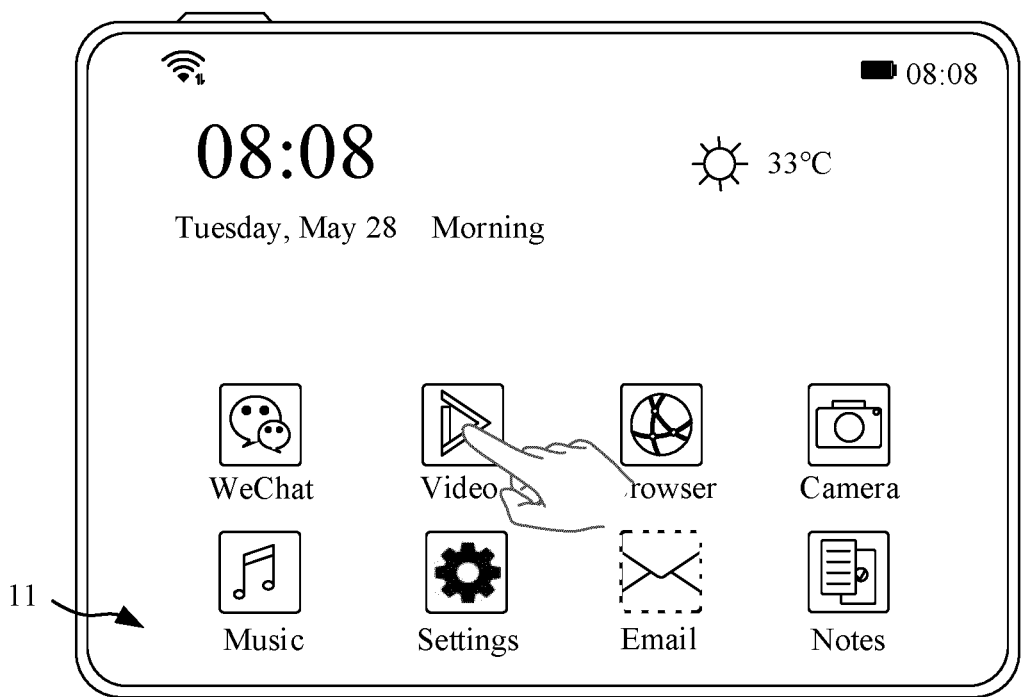 08:08
08:08
33°C
Tuesday, May 28 Morning
WeChat Video rowser Camera
11
Music Settings Email Notes